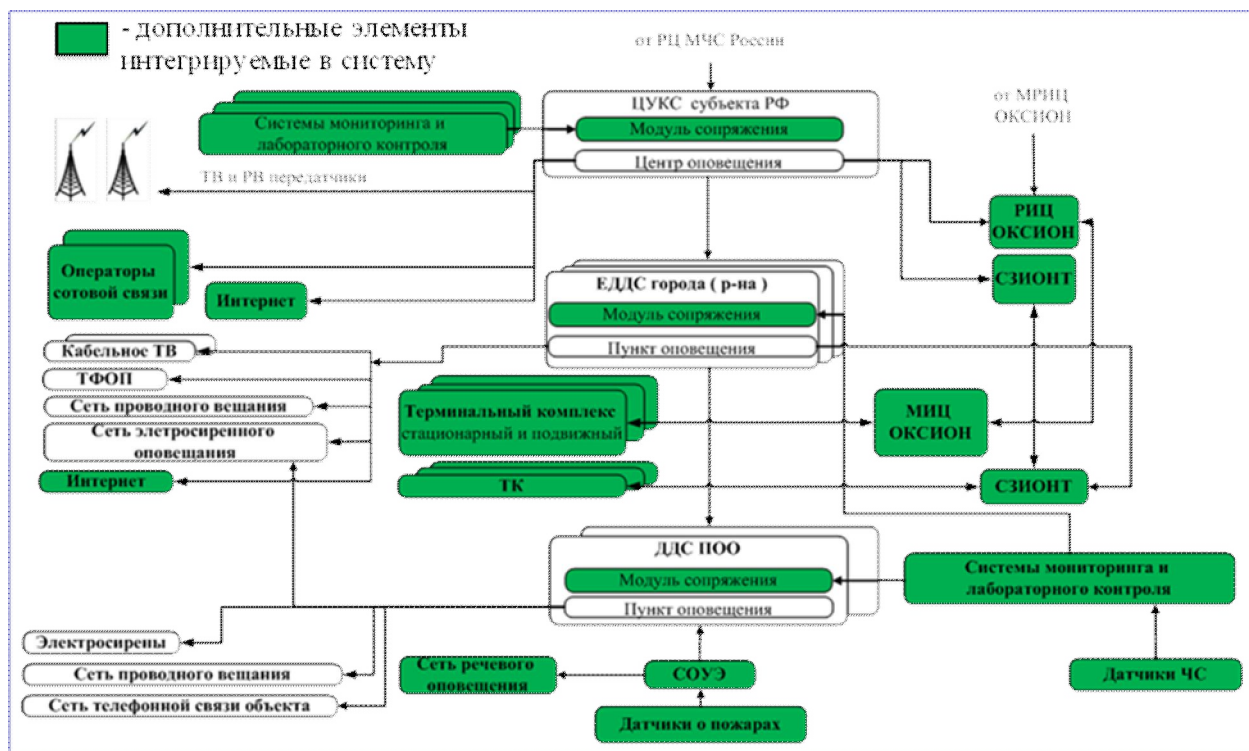 - дополнительные элементы
интегрируемые в систему
от РЦ МЧС России
ЦУКС субъекта РФ
Модуль сопряжения
Центр оповещения
Системы мониторинга и
лабораторного контроля
от МРИЦ
ОКСИОН
ТВ и РВ передатчики
РИЦ
ОКСИОН
СЗИОНТ
Операторы
сотовой связи
Интернет
ЕДДС города ( р-на )
Модуль сопряжения
Пункт оповещения
Кабельное ТВ
ТФОП
Сеть проводного вещания
Сеть элетросиренного
оповещания
Интернет
Терминальный комплекс
стационарный и подвижный
МИЦ
ОКСИОН
ТК
СЗИОНТ
ДДС ПОО
Модуль сопряжения
Пункт оповещения
Системы мониторинга и
лабораторного контроля
Электросирены
Сеть проводного вещания
Сеть телефонной связи объекта
Сеть речевого
оповещения
СОУЭ
Датчики о пожарах
Датчики ЧС